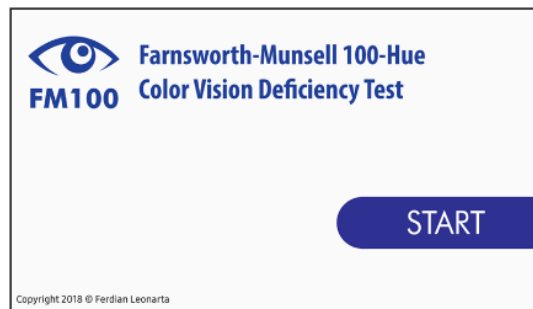 Farnsworth-Munsell 100-Hue
Color Vision Deficiency Test
FM100
START
Copyright 2018 © Ferdian Leonarta